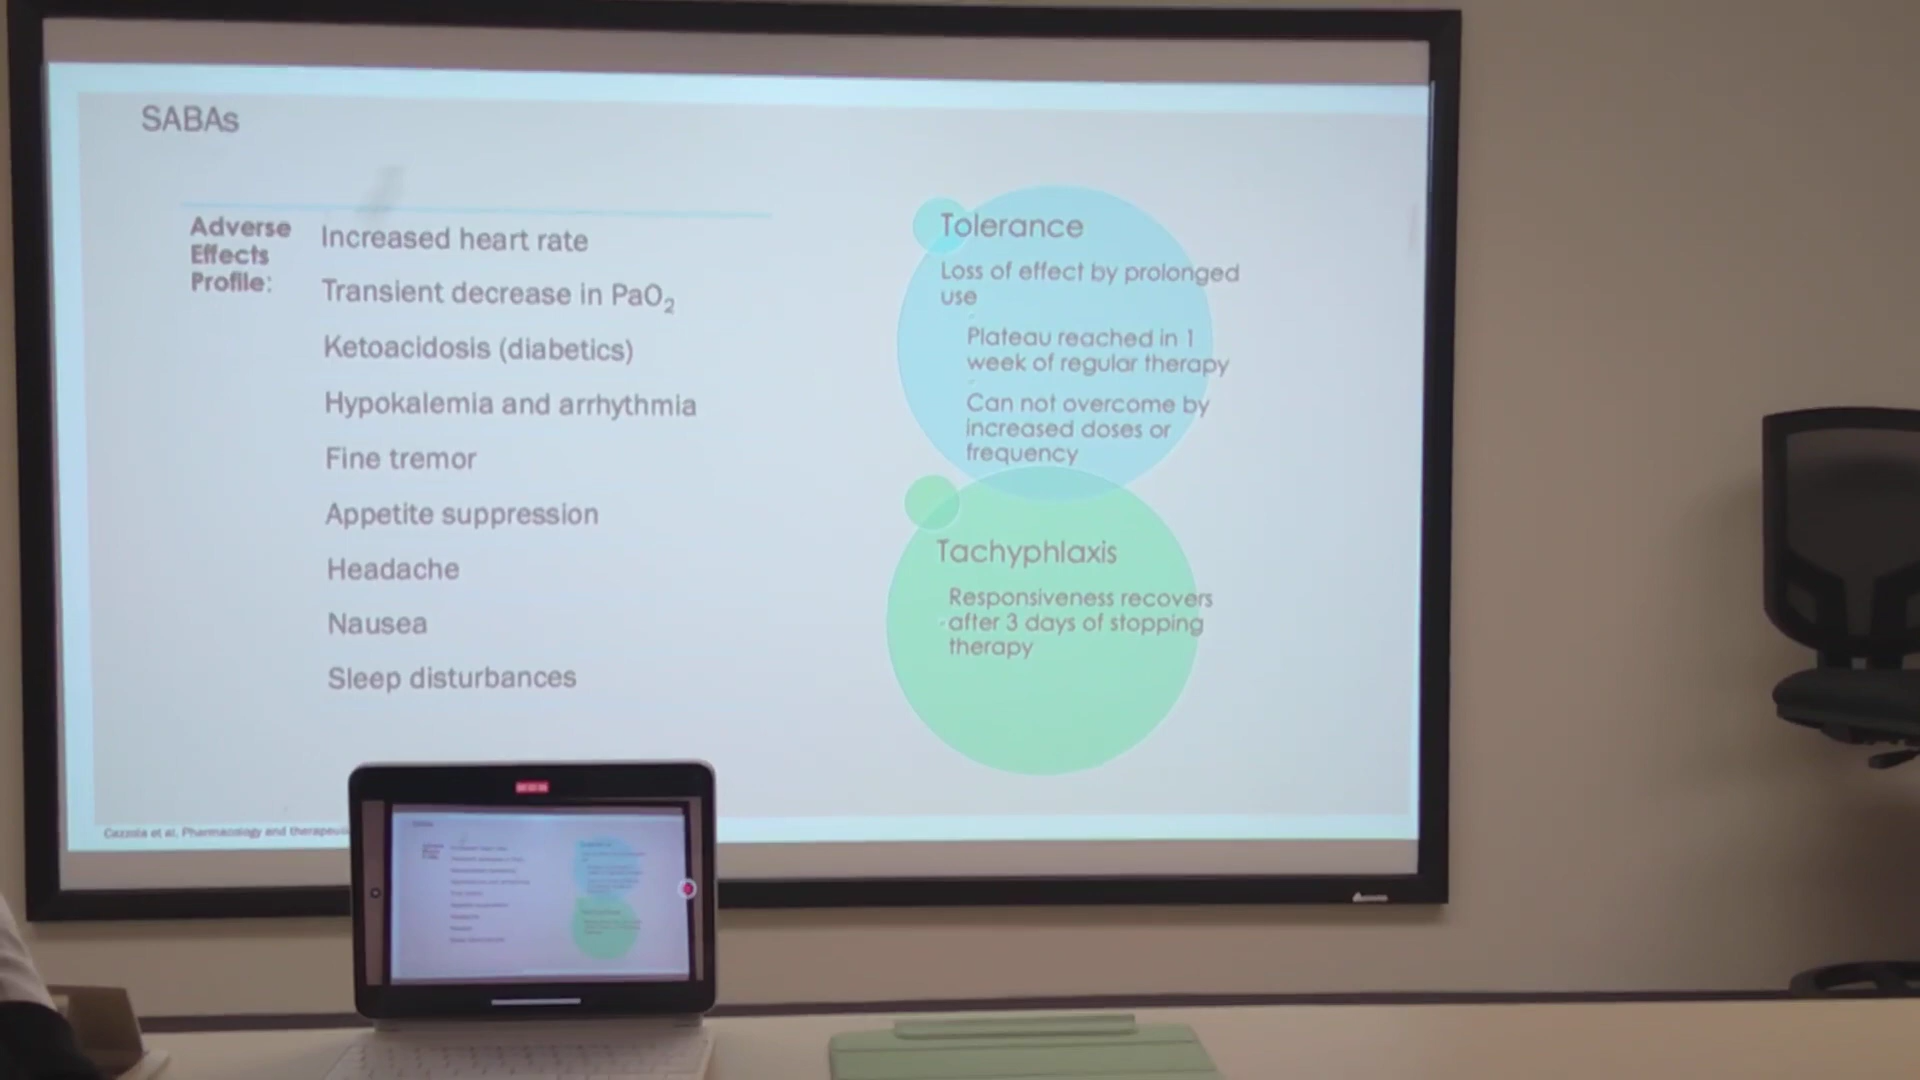 SABAs
Adverse
Effects
Profile:
Increased heart rate
Transient decrease in PaO2
Ketoacidosis (diabetics)
Hypokalemia and arrhythmia
Fine tremor
Appetite suppression
Headache
Nausea
Sleep disturbances
Tolerance
Loss of effect by prolonged
use
Plateau reached in 1
week of regular therapy
Can not overcome by
increased doses or
frequency
Tachyphlaxis
Responsiveness recovers
after 3 days of stopping
therapy
Cazzola et al. Pharmacology and